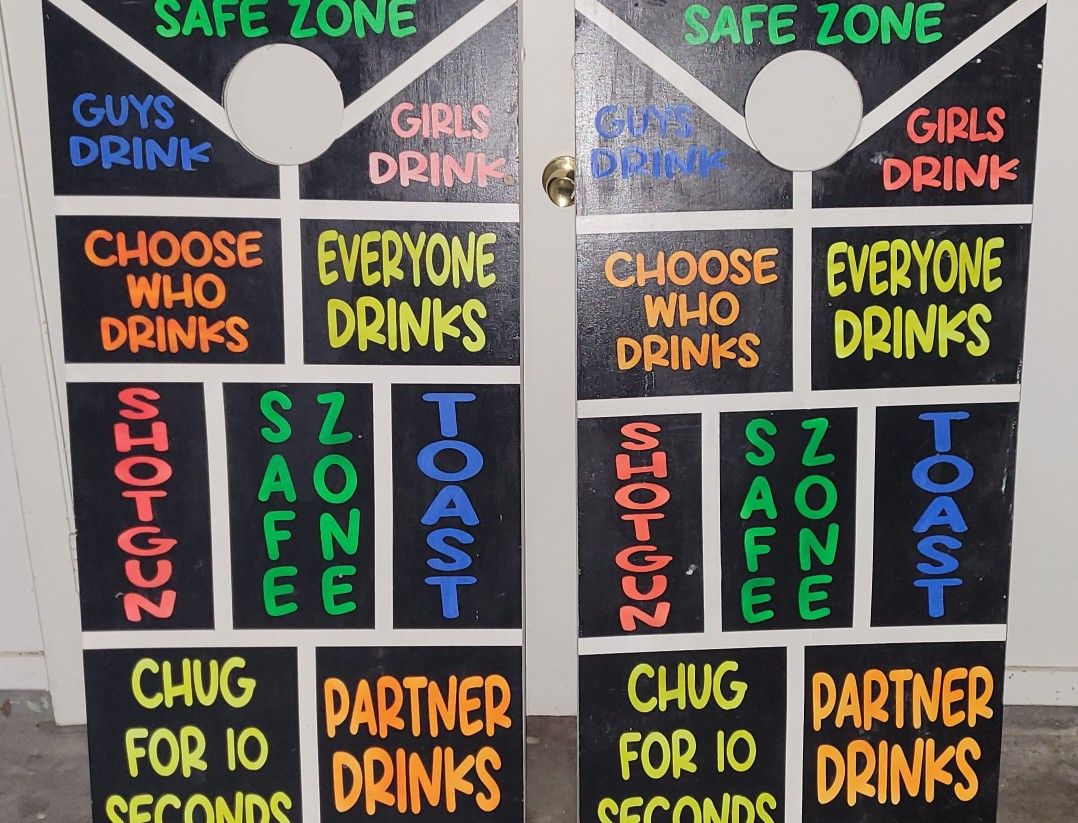 SAFE ZONE
GUYS
DRINK
GIRLS
DRINK
CHOOSE
WHO
DRINKS
EVERYONE
DRINKS
SHOTGUN
SAFE
ZONE
TOAST
CHUG
FOR 10
SECONDS
PARTNER
DRINKS
SAFE ZONE
GUYS
DRINK
GIRLS
DRINK
CHOOSE
WHO
DRINKS
EVERYONE
DRINKS
SHOTGUN
SAFE
ZONE
TOAST
CHUG
FOR 10
SECONDS
PARTNER
DRINKS